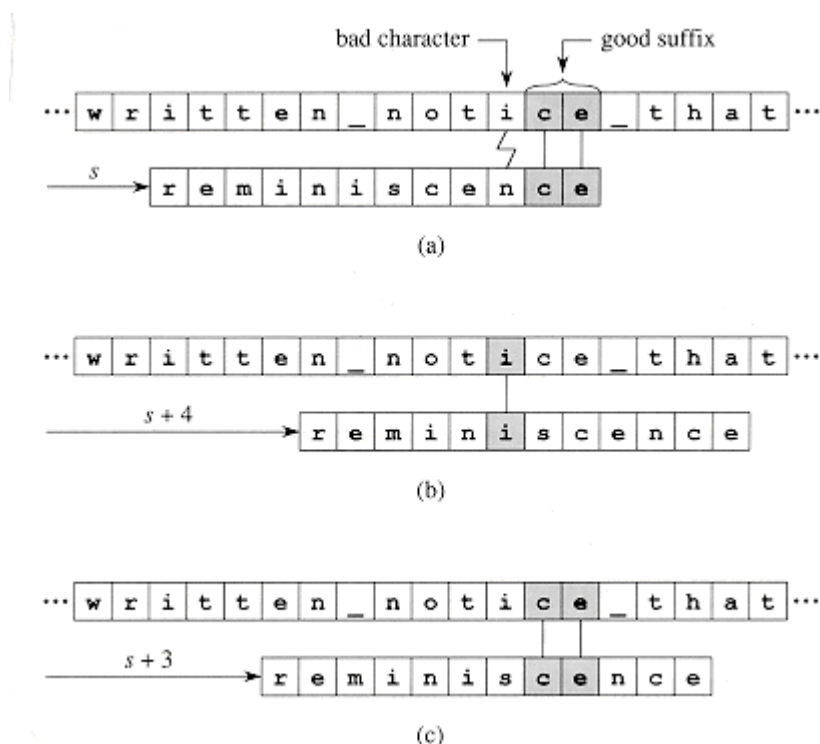 bad character good suffix
··· w r i t t e n _ n o t i c e _ t h a t ···
s r e m i n i s c e n c e
(a)
··· w r i t t e n _ n o t i c e _ t h a t ···
s + 4 r e m i n i s c e n c e
(b)
··· w r i t t e n _ n o t i c e _ t h a t ···
s + 3 r e m i n i s c e n c e
(c)